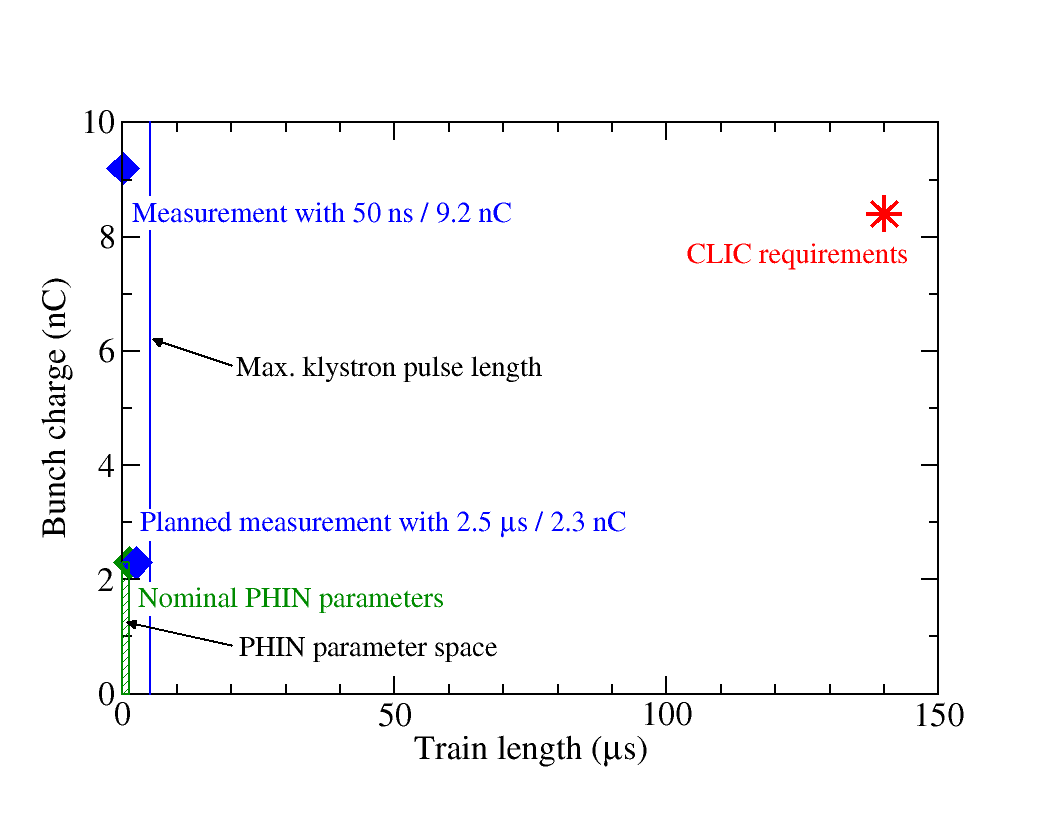 10
Measurement with 50 ns / 9.2 nC
8
CLIC requirements
6
Max. klystron pulse length
Bunch charge (nC)
4
Planned measurement with 2.5 µs / 2.3 nC
2
Nominal PHIN parameters
PHIN parameter space
0
0 50 100 150
Train length (µs)